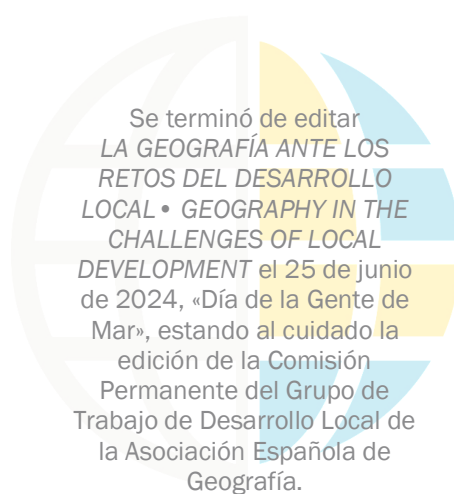 Se terminó de editar
LA GEOGRAFÍA ANTE LOS
RETOS DEL DESARROLLO
LOCAL• GEOGRAPHY IN THE
CHALLENGES OF LOCAL
DEVELOPMENT el 25 de junio
de 2024, «Día de la Gente de
Mar», estando al cuidado la
edición de la Comisión
Permanente del Grupo de
Trabajo de Desarrollo Local de
la Asociación Española de
Geografía.